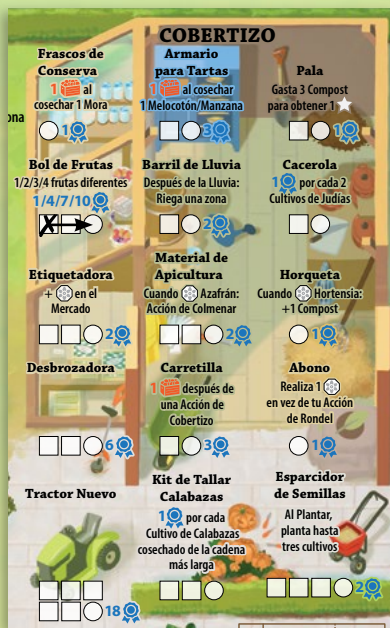 COBERTIZO
Frascos de
Conserva
1 al
cosechar 1 Mora
1
Armario
para Tartas
1 al cosechar
1 Melocotón/Manzana
3
Pala
Gasta 3 Compost
para obtener 1
1
ona
Bol de Frutas
1/2/3/4 frutas diferentes
1/4/7/10
X
Barril de Lluvia
Después de la Lluvia:
Riega una zona
2
Cacerola
1 por cada 2
Cultivos de Judías
Etiquetadora
+ en el
Mercado
2
Material de
Apicultura
Cuando Azafrán:
Acción de Colmenar
2
Horqueta
Cuando Hortensia:
+1 Compost
1
Desbrozadora
6
Carretilla
1 después de
una Acción de
Cobertizo
3
Abono
Realiza 1
en vez de tu Acción
de Rondel
1
Tractor Nuevo
18
Kit de Tallar
Calabazas
1 por cada
Cultivo de Calabazas
cosechado de la cadena
más larga
Esparcidor
de Semillas
Al Plantar,
planta hasta
tres cultivos
2